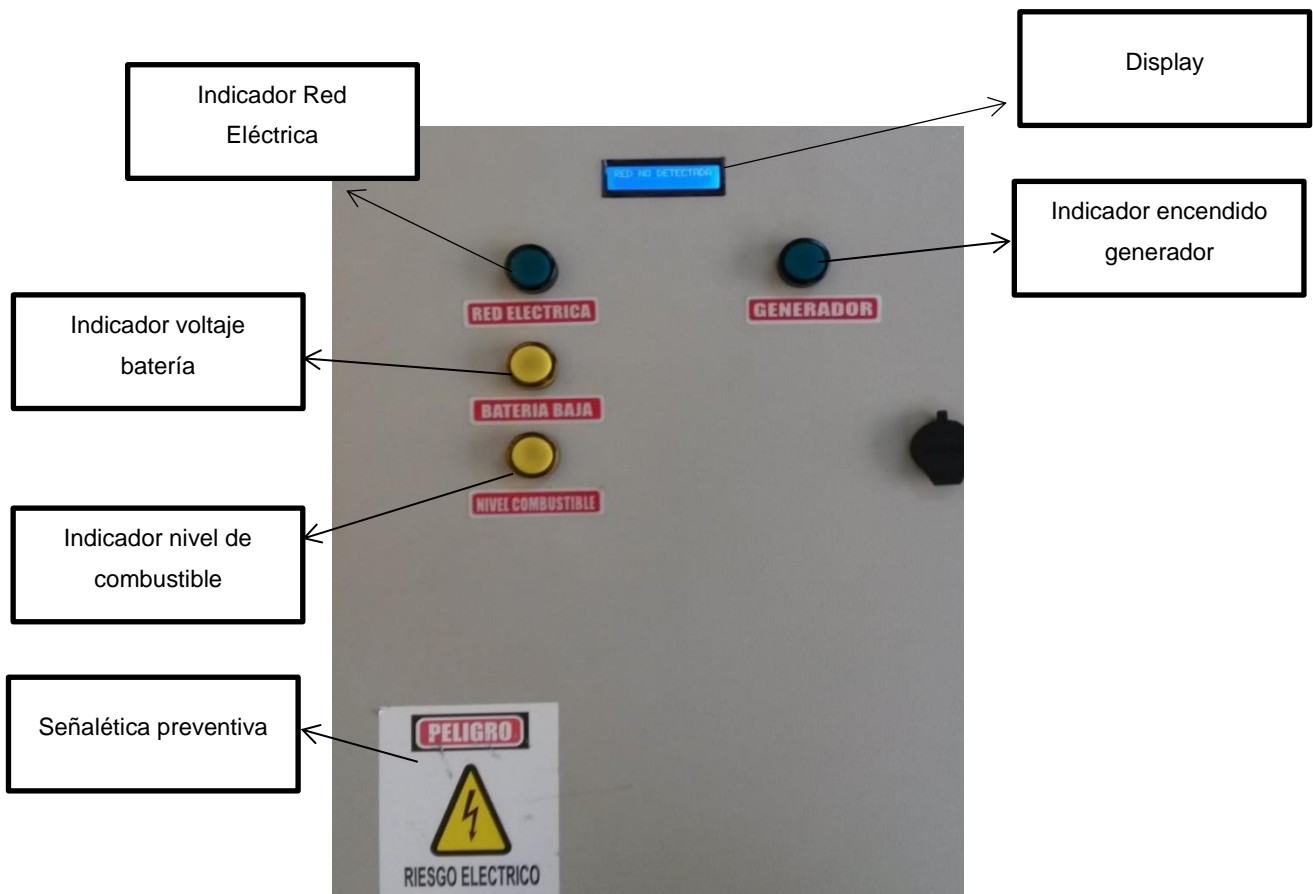 Display
Indicador Red
Eléctrica
RED NO DETECTADA
Indicador encendido
generador
RED ELECTRICA
GENERADOR
Indicador voltaje
batería
BATERIA BAJA
NIVEL COMBUSTIBLE
Indicador nivel de
combustible
Señalética preventiva
PELIGRO
RIESGO ELECTRICO